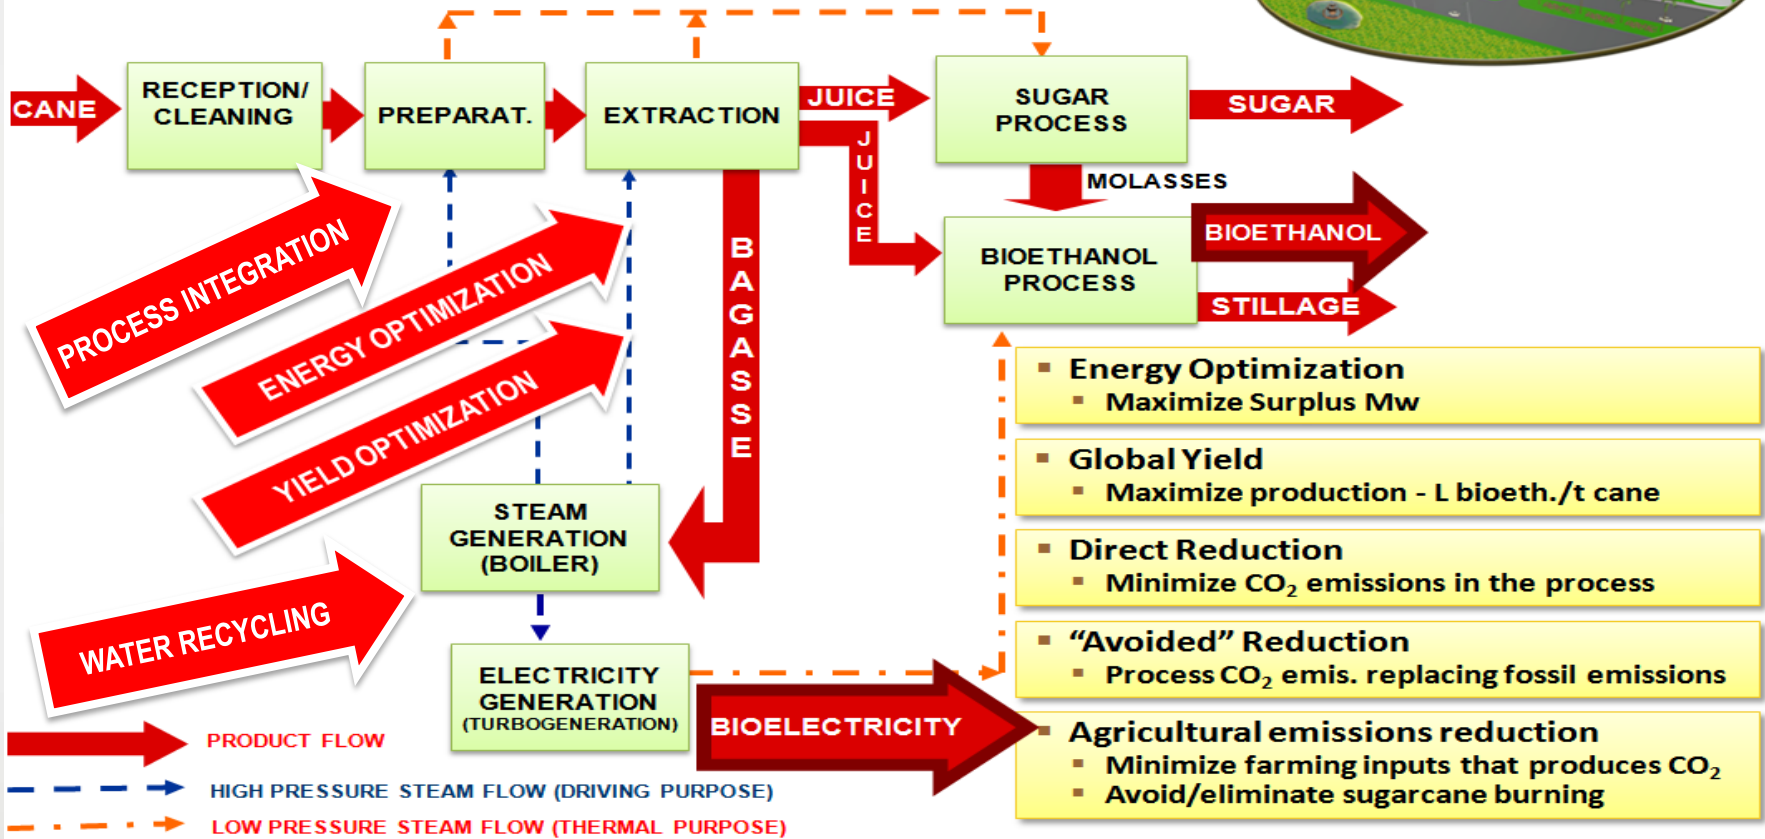 CANE
RECEPTION/
CLEANING
PREPARAT.
EXTRACTION
JUICE
SUGAR
PROCESS
SUGAR
JUICE
MOLASSES
BIOETHANOL
PROCESS
BIOETHANOL
STILLAGE
BAGASSE
PROCESS INTEGRATION
ENERGY OPTIMIZATION
YIELD OPTIMIZATION
WATER RECYCLING
STEAM
GENERATION
(BOILER)
ELECTRICITY
GENERATION
(TURBOGENERATION)
BIOELECTRICITY
▪ Energy Optimization
▪ Maximize Surplus Mw
▪ Global Yield
▪ Maximize production - L bioeth./t cane
▪ Direct Reduction
▪ Minimize CO₂ emissions in the process
▪ “Avoided” Reduction
▪ Process CO₂ emis. replacing fossil emissions
▪ Agricultural emissions reduction
▪ Minimize farming inputs that produces CO₂
▪ Avoid/eliminate sugarcane burning
PRODUCT FLOW
HIGH PRESSURE STEAM FLOW (DRIVING PURPOSE)
LOW PRESSURE STEAM FLOW (THERMAL PURPOSE)